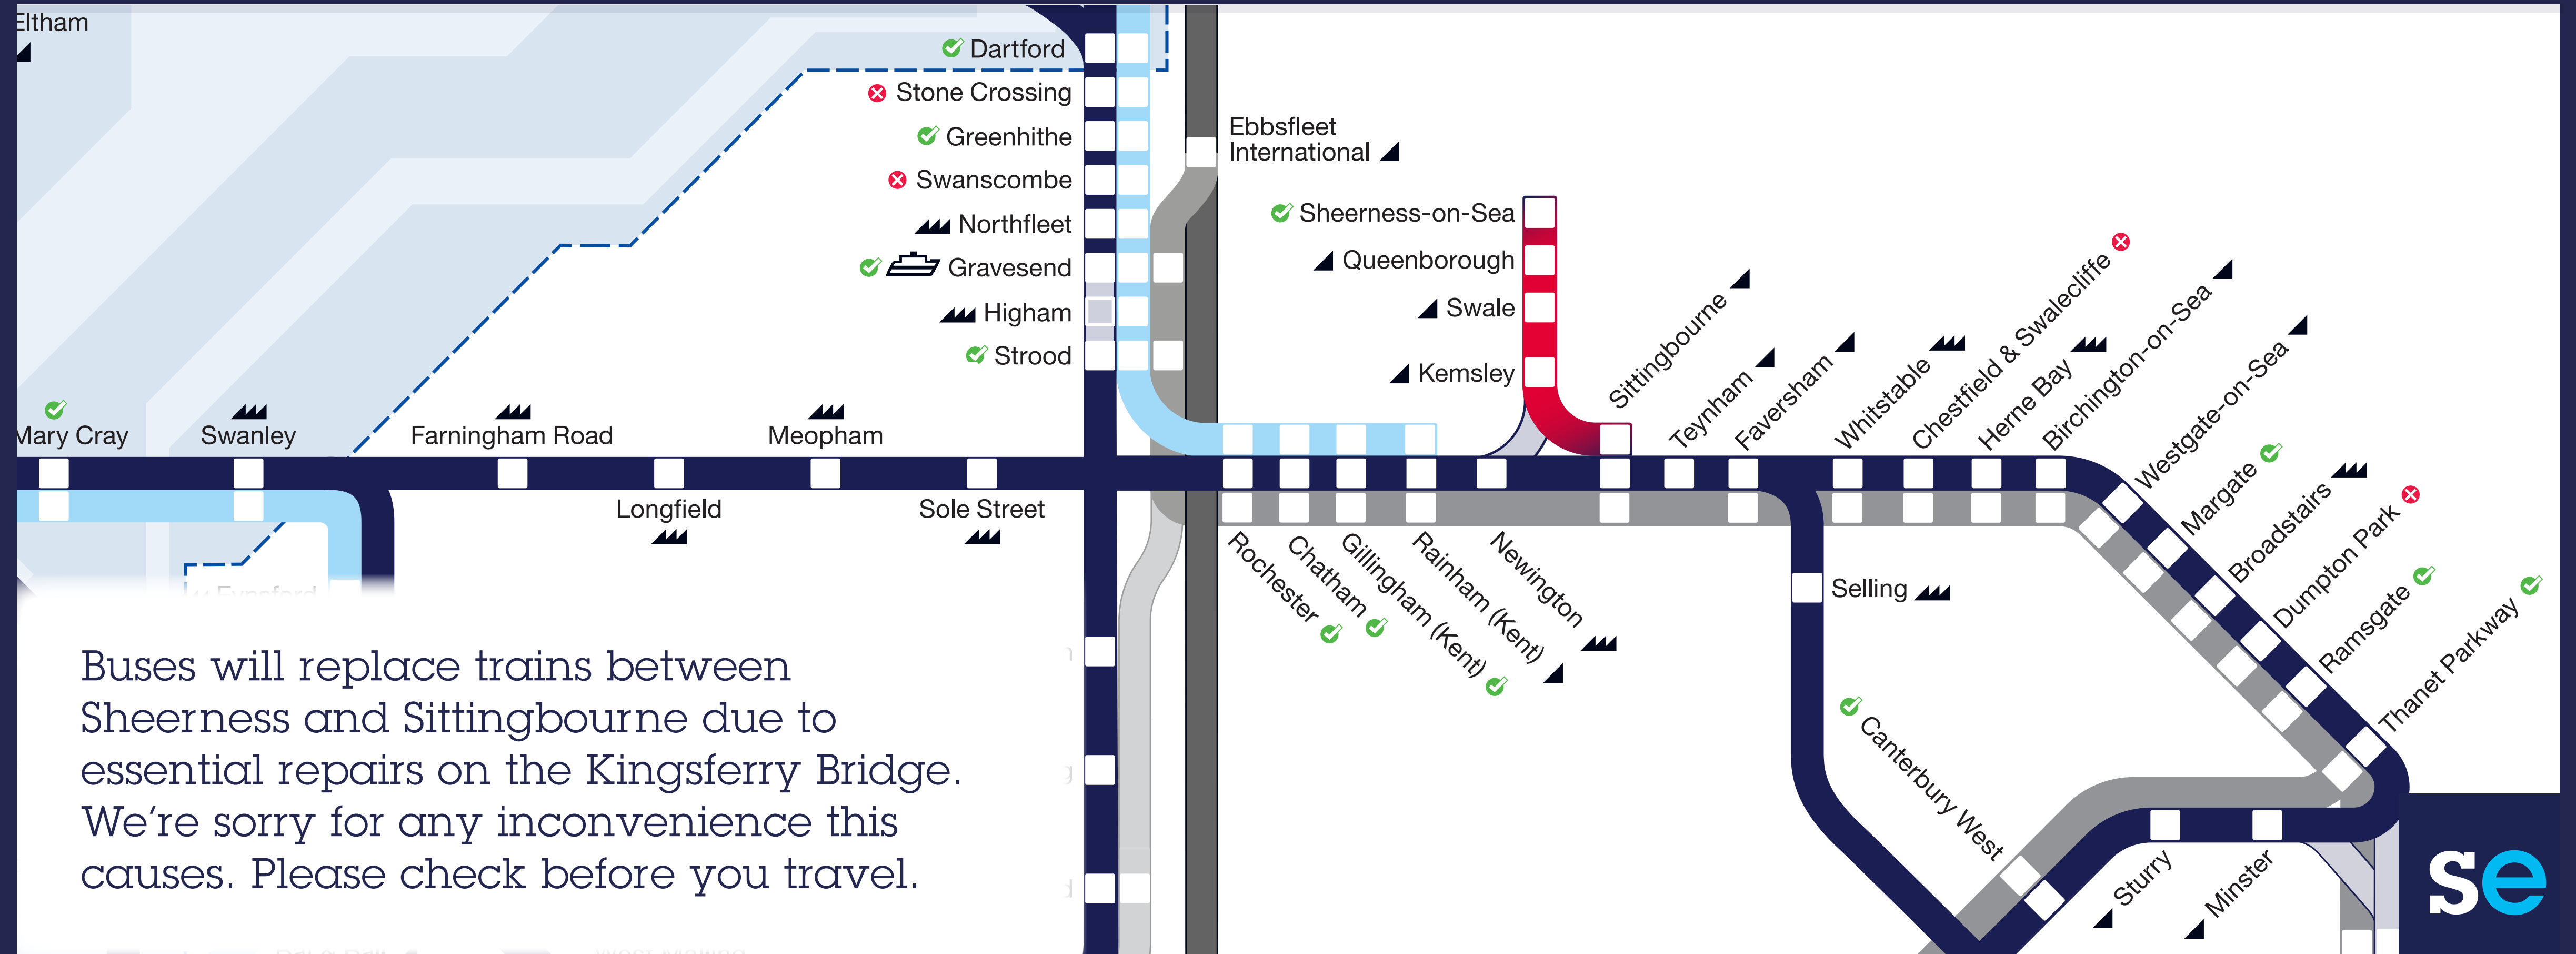 Eltham
Dartford
Stone Crossing
Greenhithe
Swanscombe
Northfleet
Gravesend
Higham
Strood
Ebbsfleet
International
Sheerness-on-Sea
Queenborough
Swale
Kemsley
Sittingbourne
Teynham
Faversham
Whitstable
Chestfield & Swalecliffe
Herne Bay
Birchington-on-Sea
Westgate-on-Sea
Margate
Broadstairs
Dumpton Park
Ramsgate
Thanet Parkway
Mary Cray
Swanley
Farningham Road
Longfield
Meopham
Sole Street
Rochester
Chatham
Gillingham (Kent)
Rainham (Kent)
Newington
Selling
Canterbury West
Sturry
Minster
Eynsford
Buses will replace trains between
Sheerness and Sittingbourne due to
essential repairs on the Kingsferry Bridge.
We’re sorry for any inconvenience this
causes. Please check before you travel.
se